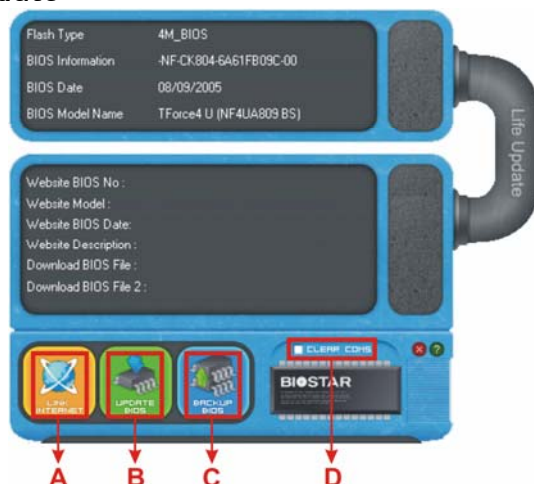 Flash Type 4M_BIOS
BIOS Information -NF-CK804-6A61FB09C-00
BIOS Date 08/09/2005
BIOS Model Name TForce4 U (NF4UA809 BS)
Life Update
Website BIOS No :
Website Model :
Website BIOS Date:
Website Description :
Download BIOS File :
Download BIOS File 2 :
CLEAR COMS
LINK INTERNET
UPDATE BIOS
BACKUP BIOS
BIOSTAR
A B C D